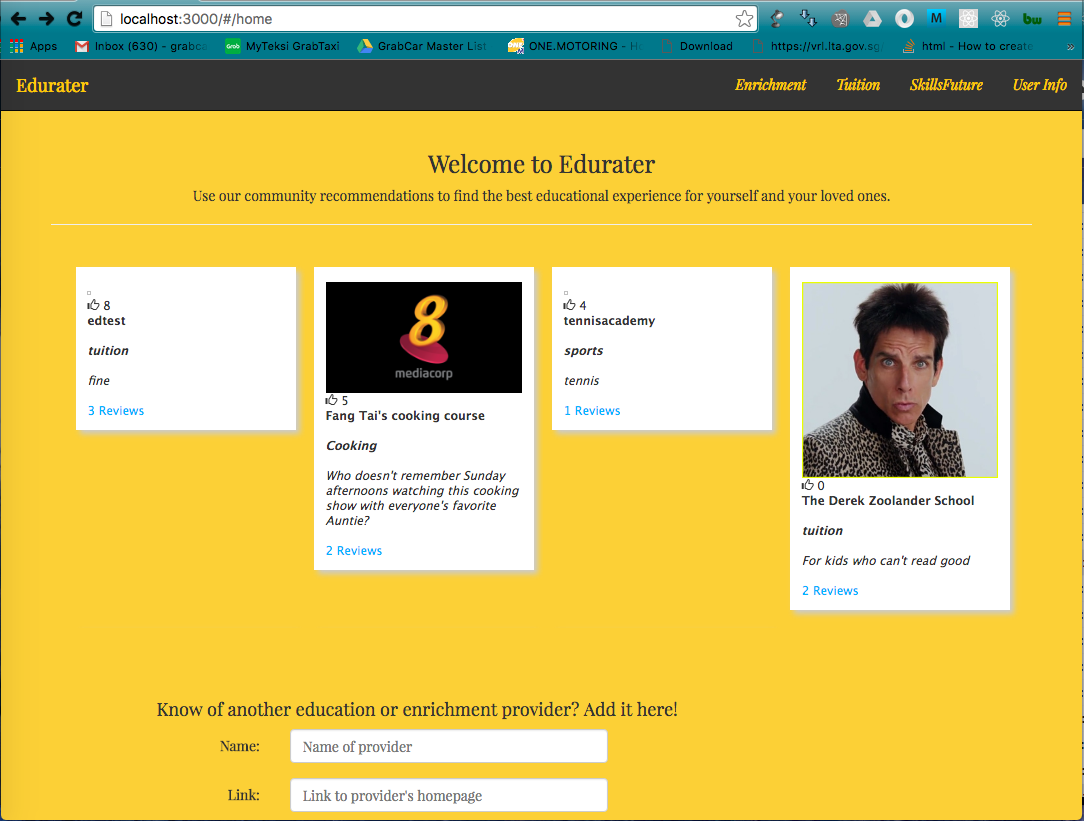 localhost:3000/#/home
M
bw
Apps
Inbox (630) - grabca
Grab
MyTeksi GrabTaxi
GrabCar Master List
ONE.MOTORING - Ho
Download
https://vrl.lta.gov.sg
html - How to create
»
Edurater
Enrichment
Tuition
SkillsFuture
User Info
Welcome to Edurater
Use our community recommendations to find the best educational experience for yourself and your loved ones.
8
edtest
tuition
fine
3 Reviews
8
mediacorp
5
Fang Tai's cooking course
Cooking
Who doesn't remember Sunday
afternoons watching this cooking
show with everyone's favorite
Auntie?
2 Reviews
4
tennisacademy
sports
tennis
1 Reviews
0
The Derek Zoolander School
tuition
For kids who can't read good
2 Reviews
Know of another education or enrichment provider? Add it here!
Name:
Name of provider
Link:
Link to provider's homepage